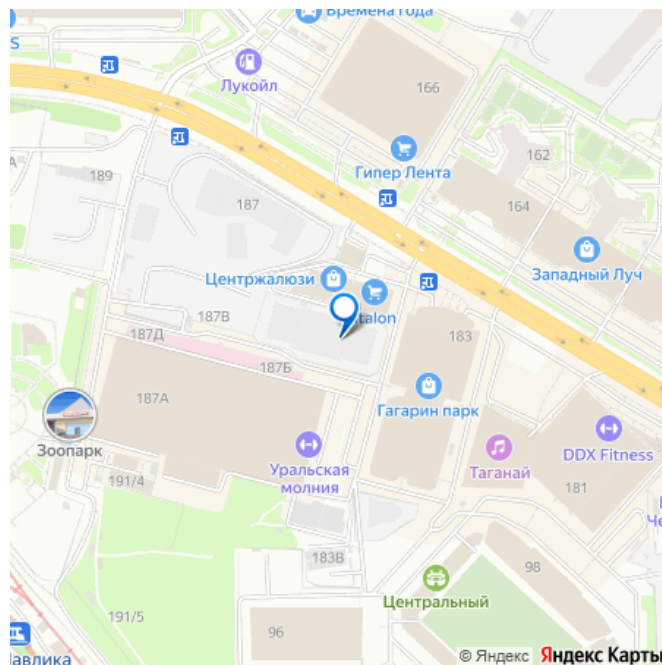 Времена года
S
Лукойл
166
Гипер Лента
162
189
187
164
Западный Луч
Центржалюзи
talon
187В
187Д
183
187Б
187А
Гагарин парк
Зоопарк
DDX Fitness
Уральская
молния
Таганай
191/4
181
Че
183В
98
Центральный
191/5
96
авлика
© Яндекс Яндекс Карты